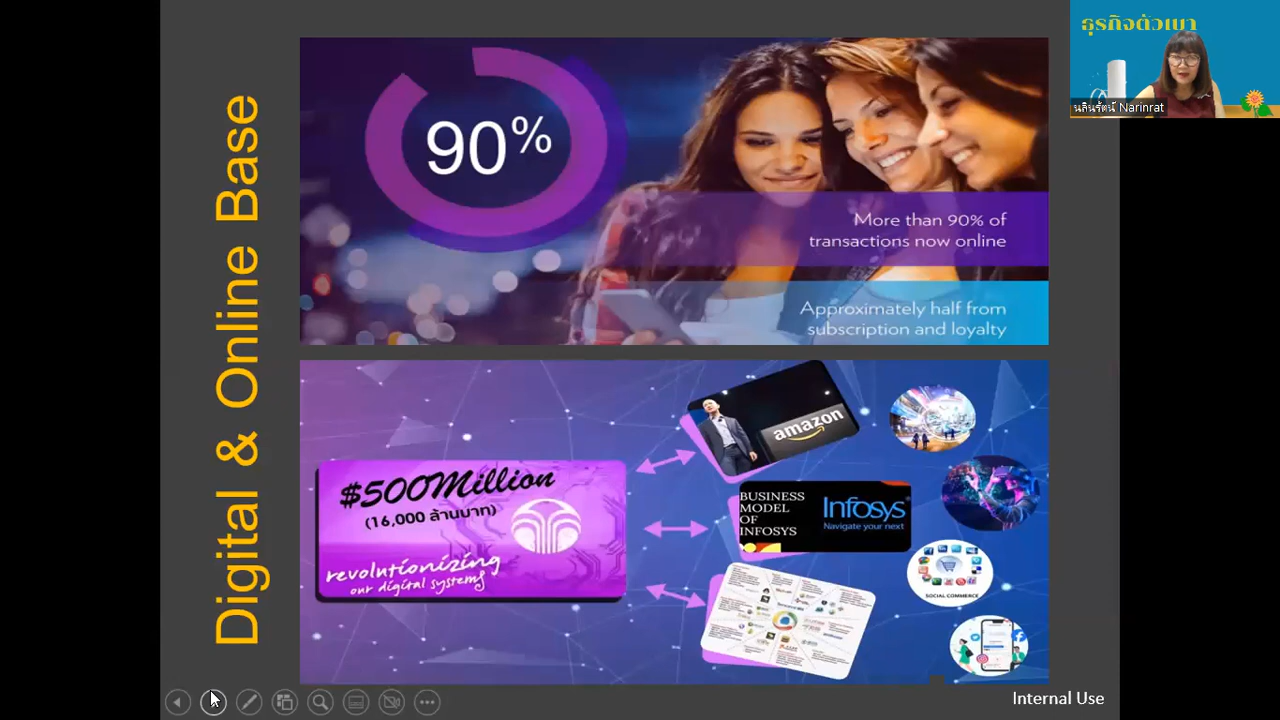 ธุรกิจตัวเบา
นลินรัตน์ Narinrat
Digital & Online Base
90%
More than 90% of
transactions now online
Approximately half from
subscription and loyalty
$500Million
(16,000 ล้านบาท)
revolutionizing
our digital systems
amazon
BUSINESS
MODEL
OF
INFOSYS
Infosys
Navigate your next
SOCIAL COMMERCE
Internal Use